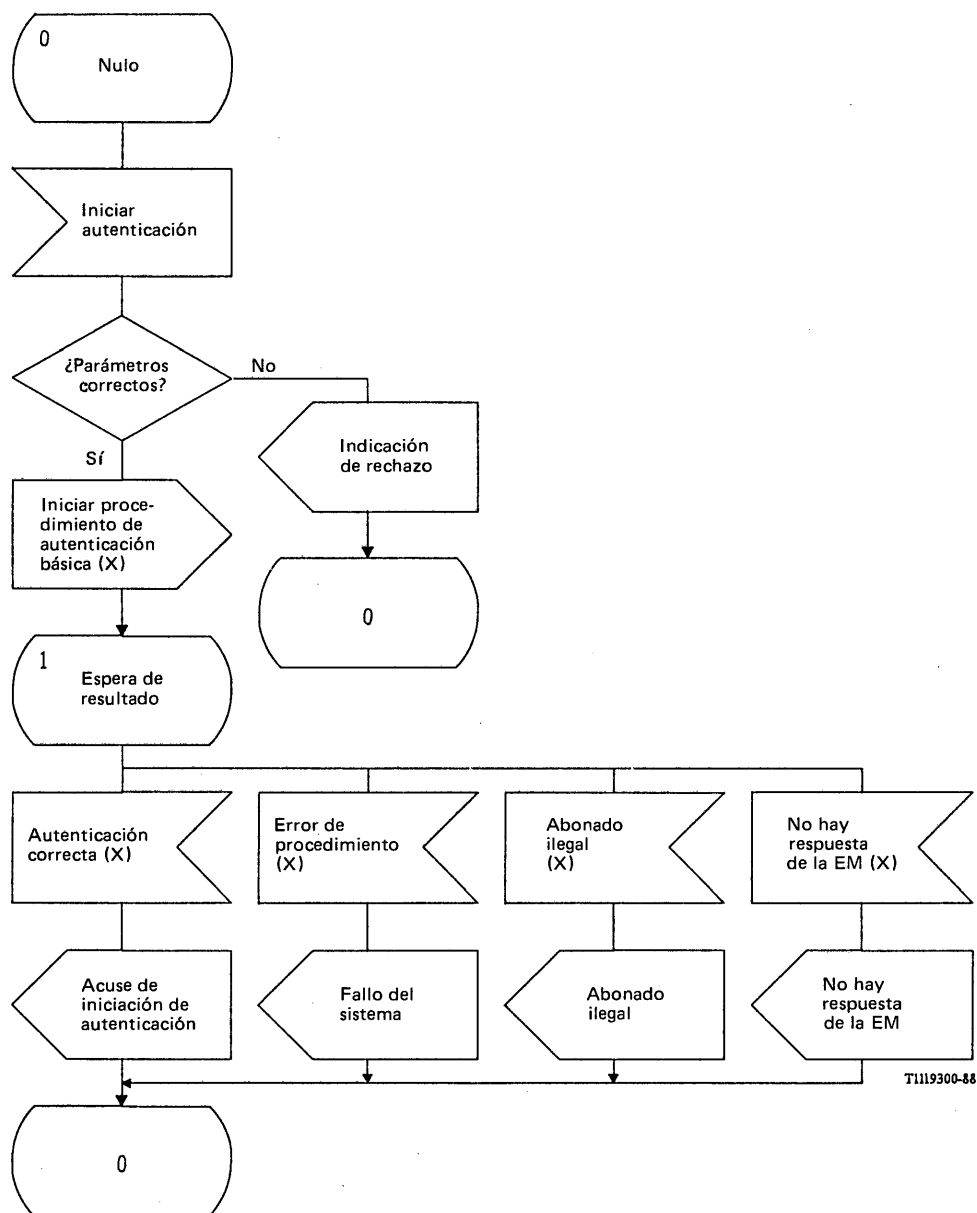 0
Nulo
Iniciar
autenticación
¿Parámetros
correctos?
No
Indicación
de rechazo
Sí
Iniciar proce-
dimiento de
autenticación
básica (X)
0
1
Espera de
resultado
Autenticación
correcta (X)
Error de
procedimiento
(X)
Abonado
ilegal
(X)
No hay
respuesta
de la EM (X)
Acuse de
iniciación de
autenticación
Fallo del
sistema
Abonado
ilegal
No hay
respuesta
de la EM
T1119300-88
0